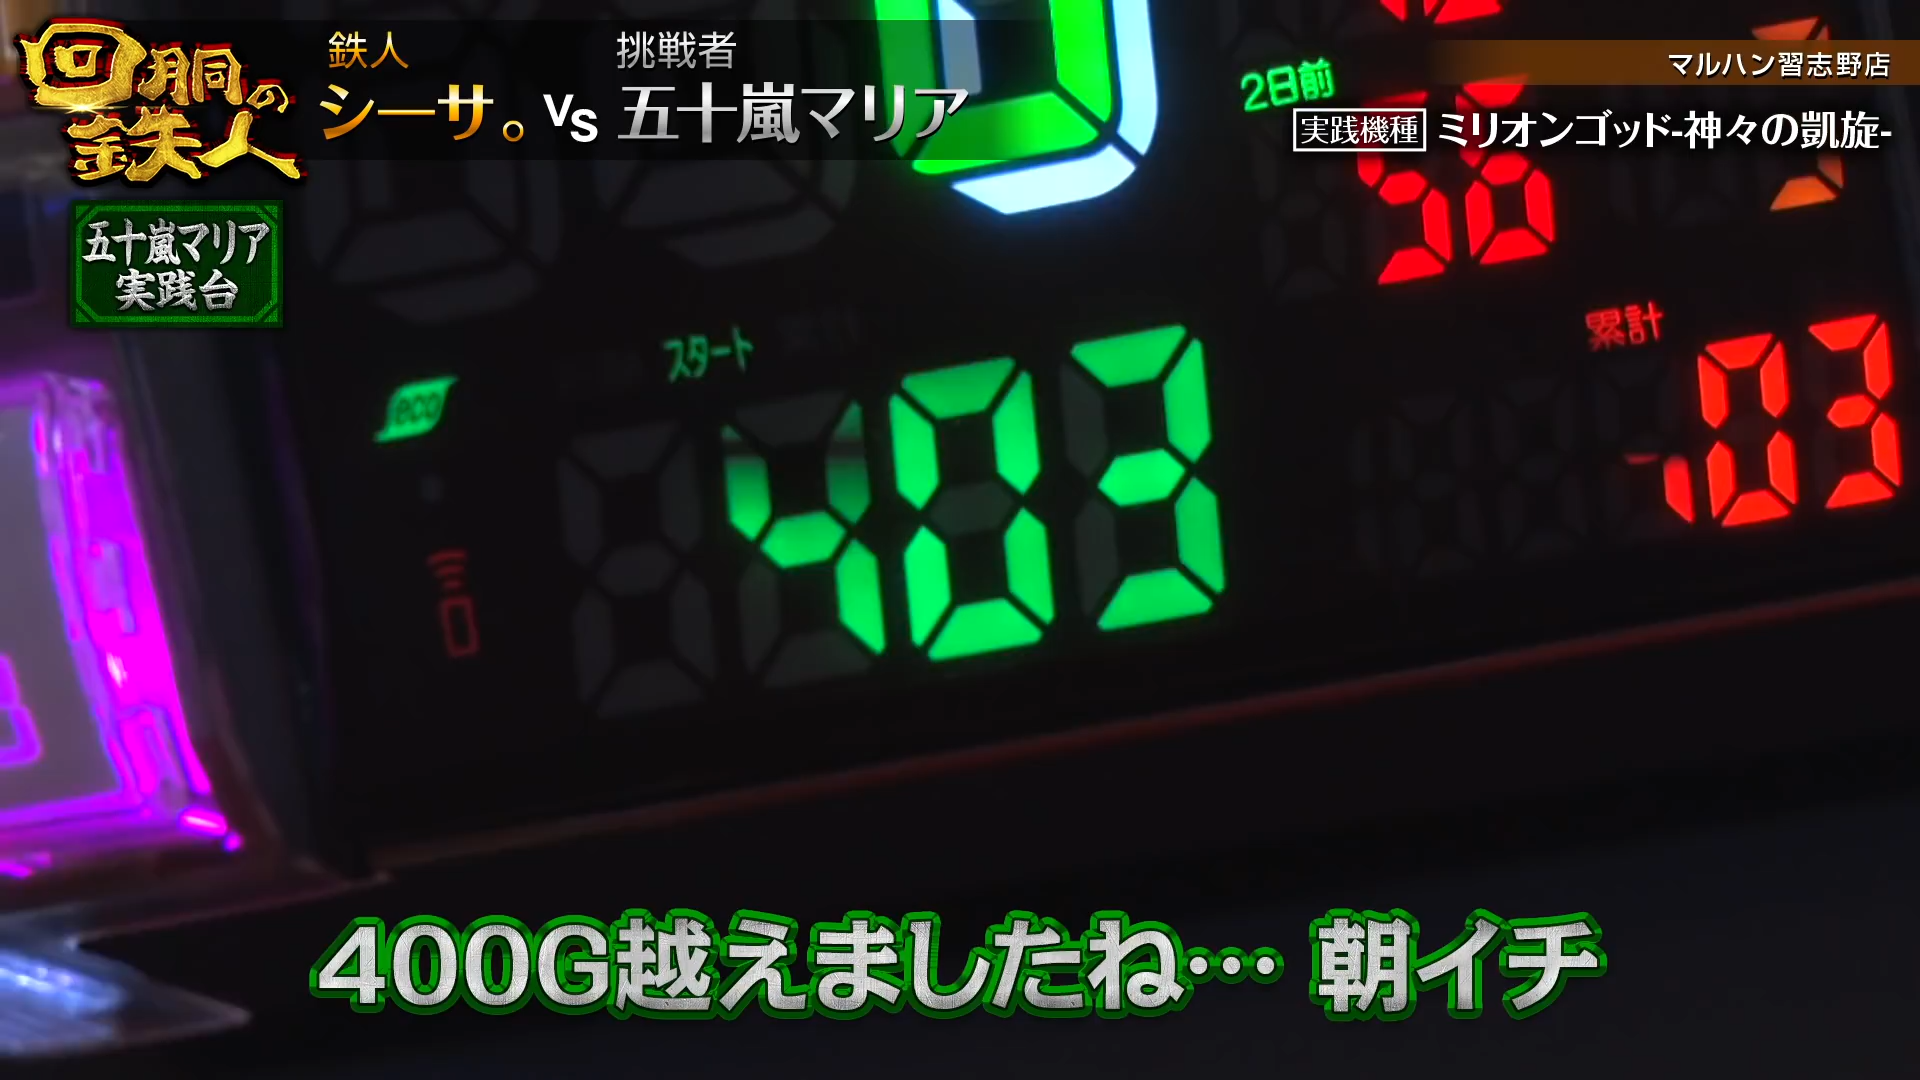 回胴の
鉄人
鉄人
シーサ。
vs
挑戦者
五十嵐マリア
マルハン習志野店
実践機種 ミリオンゴッド-神々の凱旋-
五十嵐マリア
実践台
2日前
スタート
403
eco
累計
03
400G越えましたね… 朝イチ